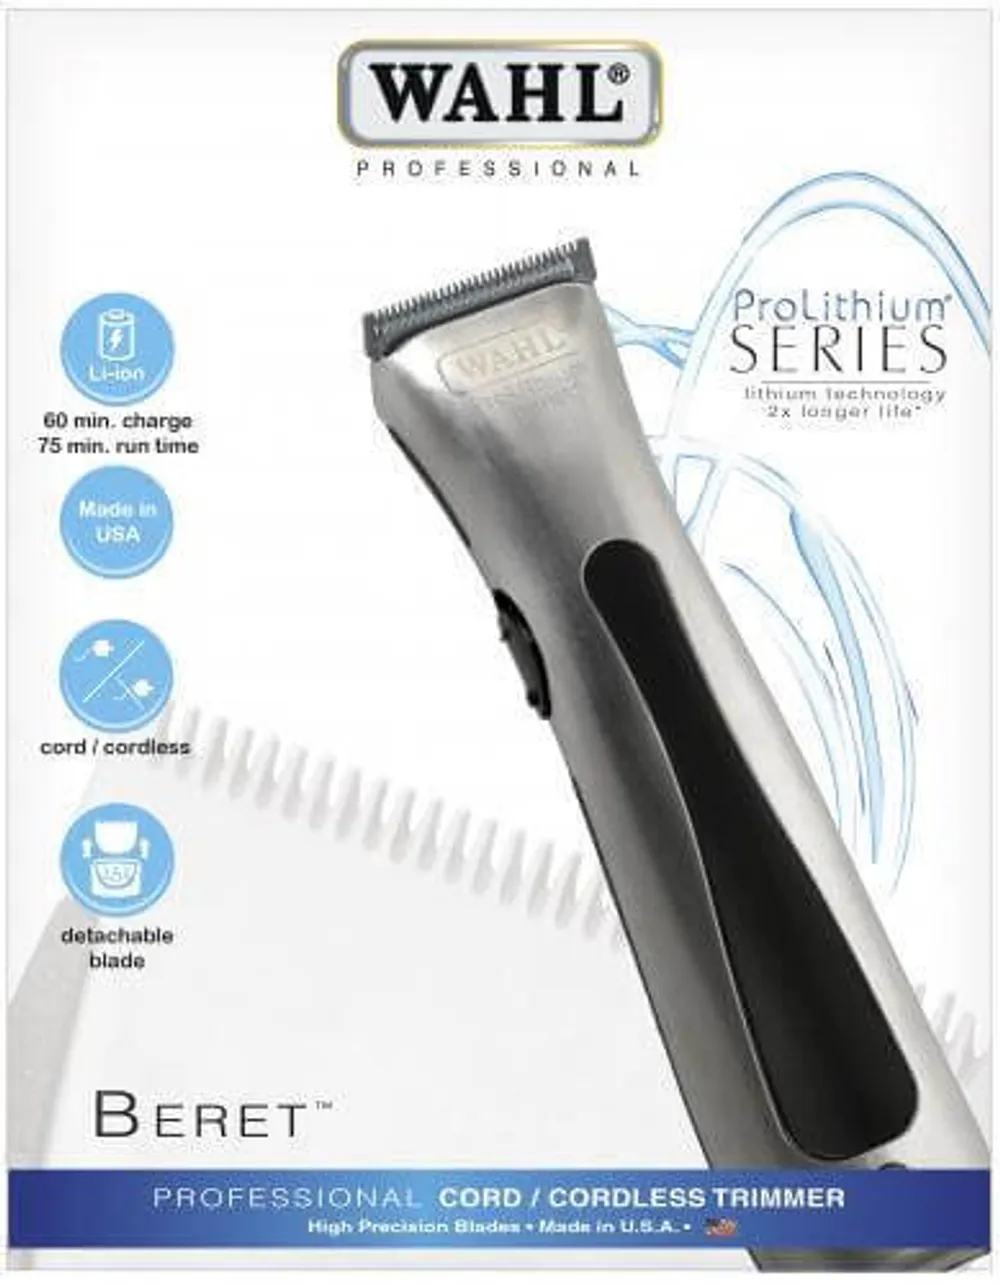 WAHL®
PROFESSIONAL
WAHL
ProLithium®
SERIES
lithium technology
2x longer life*
Li-ion
60 min. charge
75 min. run time
Made in
USA
cord / cordless
detachable
blade
BERET™
PROFESSIONAL CORD / CORDLESS TRIMMER
High Precision Blades • Made in U.S.A. •